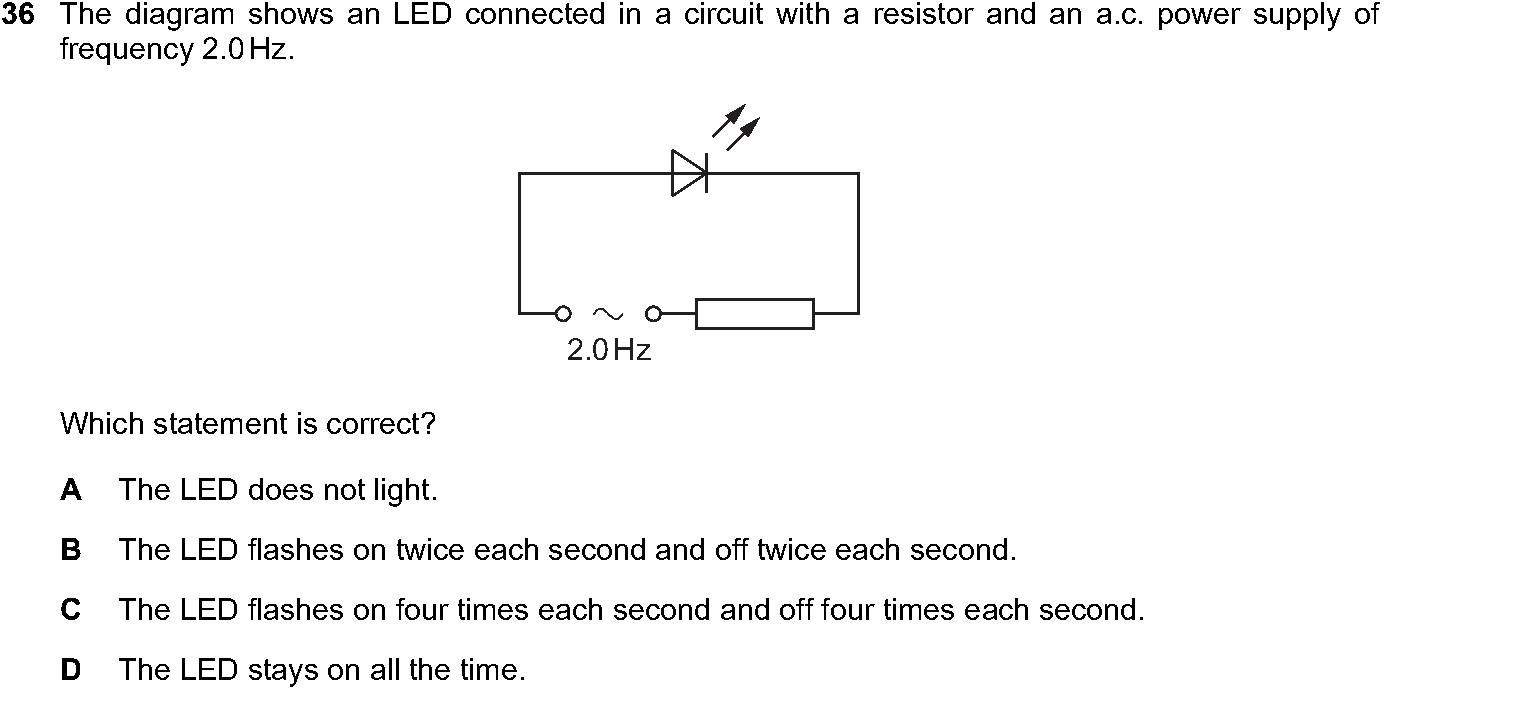 36 The diagram shows an LED connected in a circuit with a resistor and an a.c. power supply of
frequency 2.0 Hz.
2.0 Hz
Which statement is correct?
A The LED does not light.
B The LED flashes on twice each second and off twice each second.
C The LED flashes on four times each second and off four times each second.
D The LED stays on all the time.